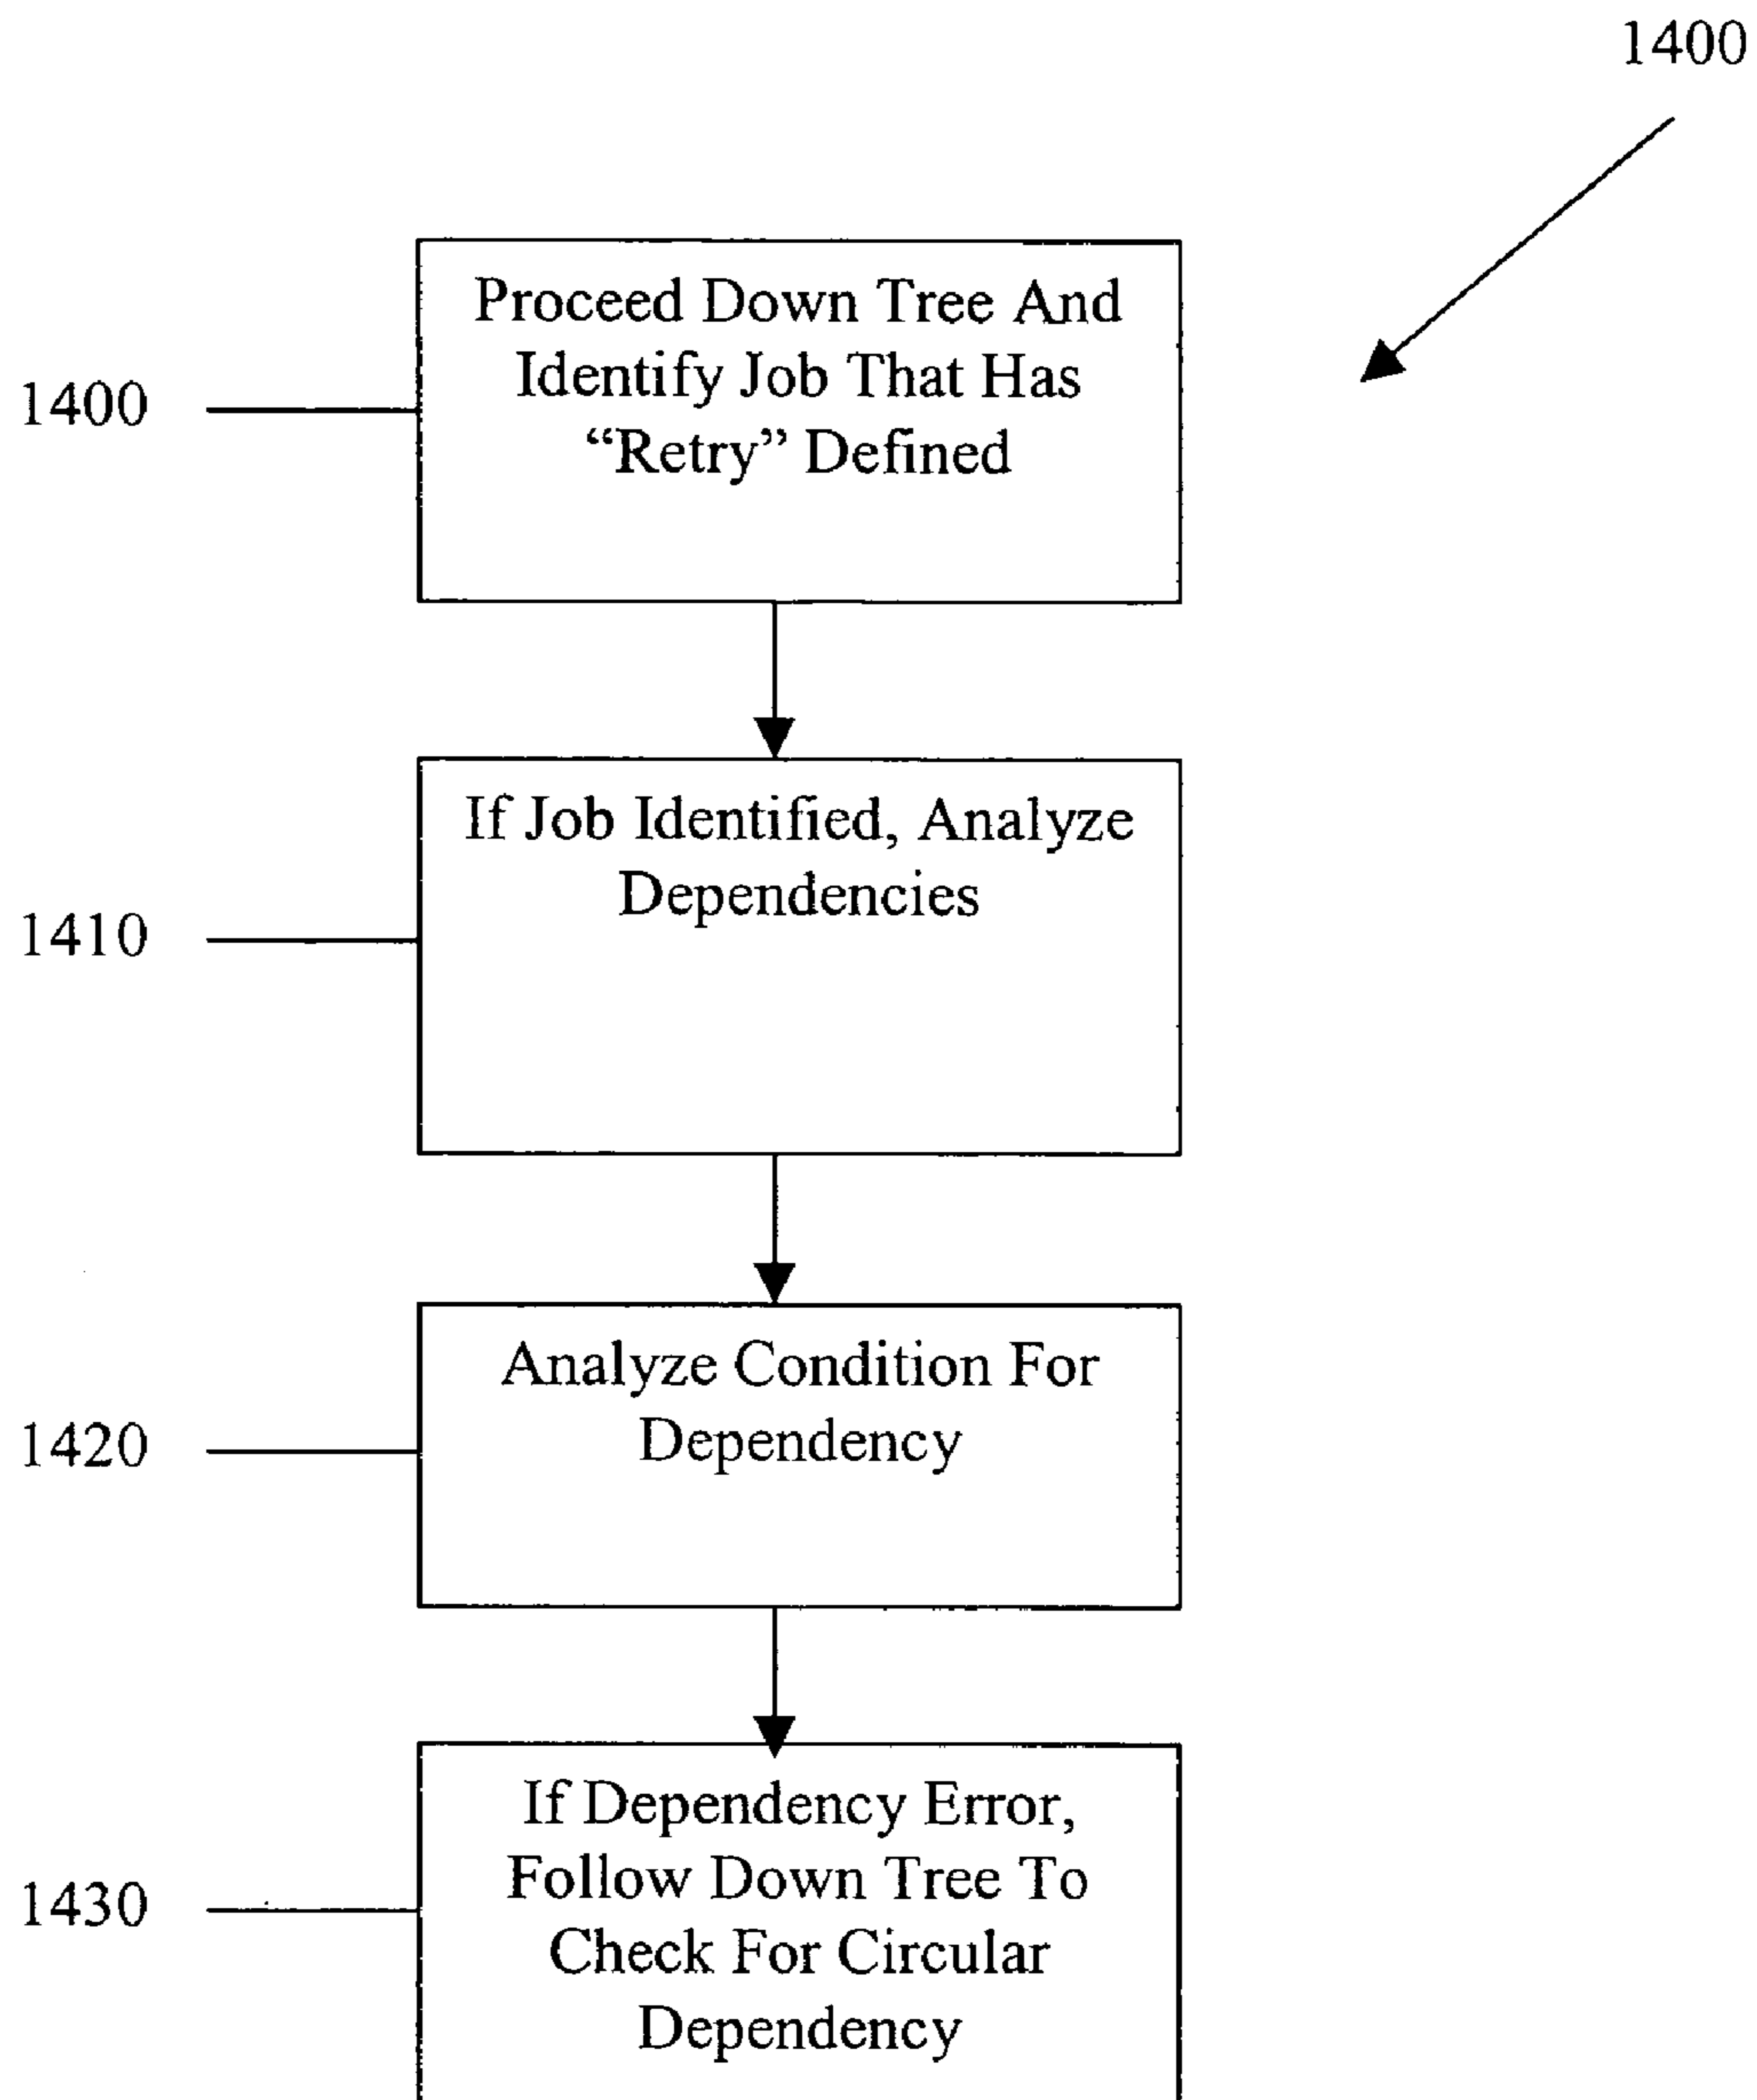 1400
Proceed Down Tree And
Identify Job That Has
“Retry” Defined
1400
If Job Identified, Analyze
Dependencies
1410
Analyze Condition For
Dependency
1420
If Dependency Error,
Follow Down Tree To
Check For Circular
Dependency
1430